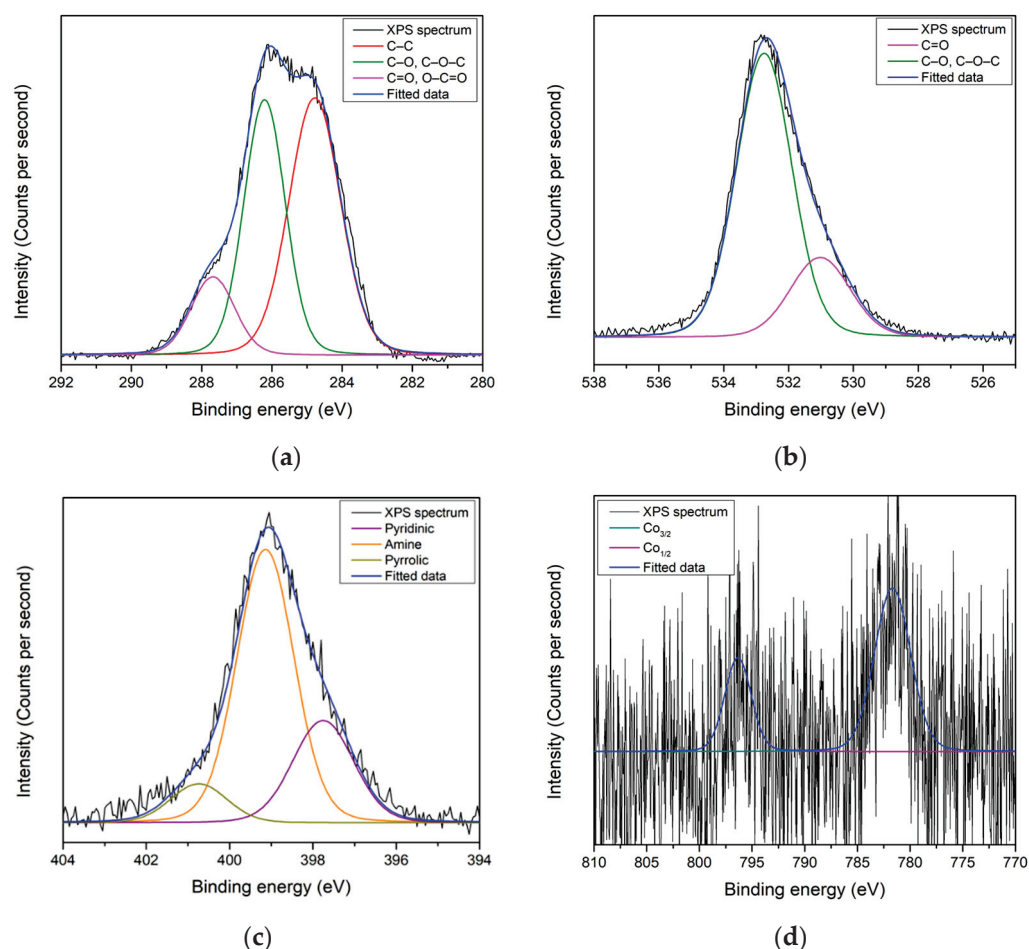 XPS spectrum
C–C
C–O, C–O–C
C=O, O–C=O
Fitted data
Intensity (Counts per second)
292 290 288 286 284 282 280
Binding energy (eV)
(a)
XPS spectrum
C=O
C–O, C–O–C
Fitted data
Intensity (Counts per second)
538 536 534 532 530 528 526
Binding energy (eV)
(b)
XPS spectrum
Pyridinic
Amine
Pyrrolic
Fitted data
Intensity (Counts per second)
404 402 400 398 396 394
Binding energy (eV)
(c)
XPS spectrum
Co3/2
Co1/2
Fitted data
Intensity (Counts per second)
810 805 800 795 790 785 780 775 770
Binding energy (eV)
(d)